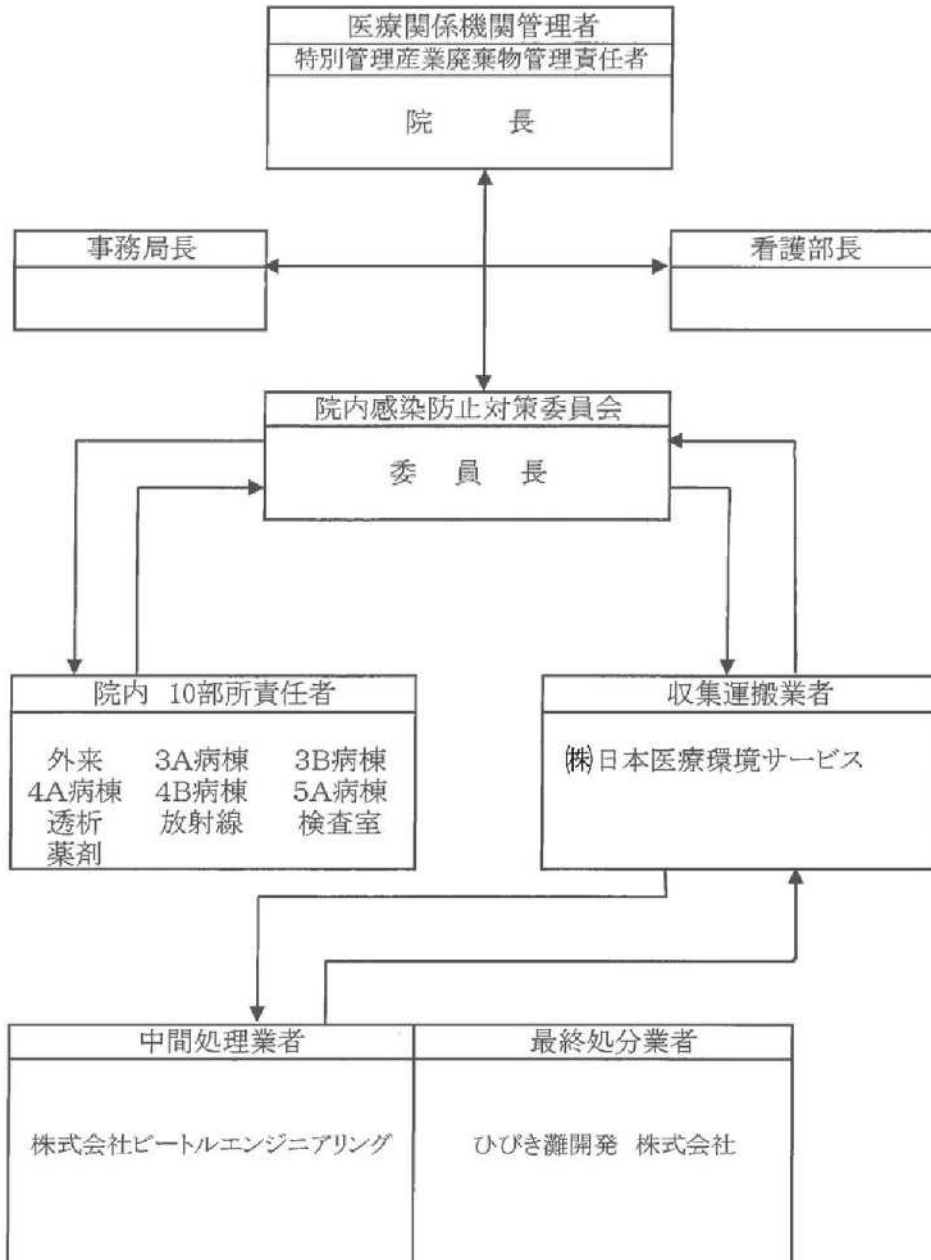 医療関係機関管理者
特別管理産業廃棄物管理責任者
院 長
事務局長
看護部長
院内感染防止対策委員会
委 員 長
院内 10部所責任者
外来 3A病棟 3B病棟
4A病棟 4B病棟 5A病棟
透析 放射線 検査室
薬剤
収集運搬業者
㈱日本医療環境サービス
中間処理業者
株式会社ビートルエンジニアリング
最終処分業者
ひびき灘開発 株式会社